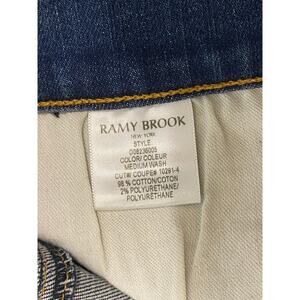 RAMY BROOK
NEW YORK
STYLE
D08236005
COLOR/ COLEUR
MEDIUM WASH
CUT#/ COUPE# 10291-4
98 % COTTON/COTON
2% POLYURETHANE/
POLYURETHANE